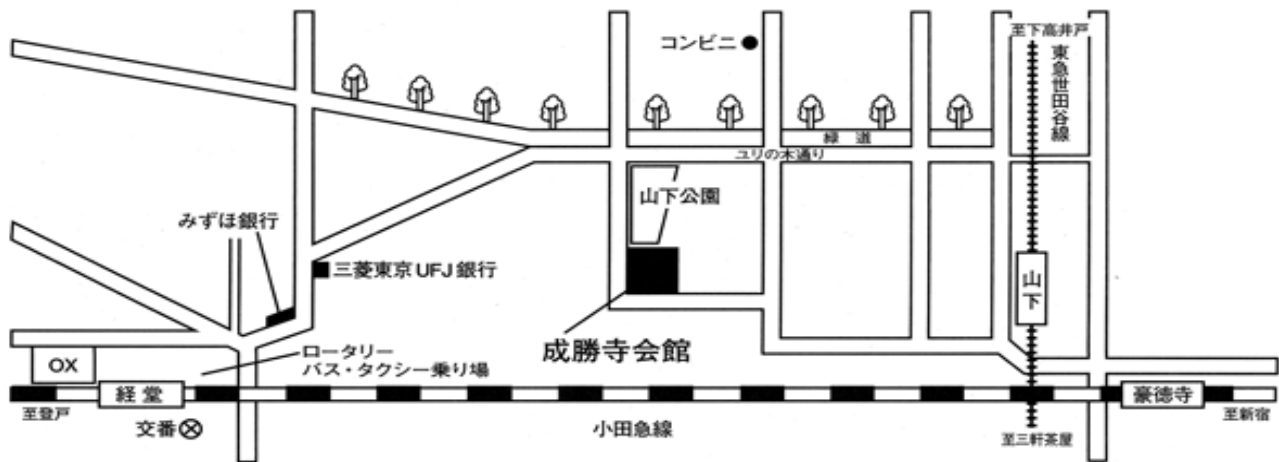 至下高井戸
コンビニ
東急世田谷線
緑 道
ユリの木通り
山下公園
みずほ銀行
三菱東京UFJ銀行
山下
成勝寺会館
ロータリー
バス・タクシー乗り場
OX
経堂
豪徳寺
至登戸
交番
小田急線
至三軒茶屋
至新宿